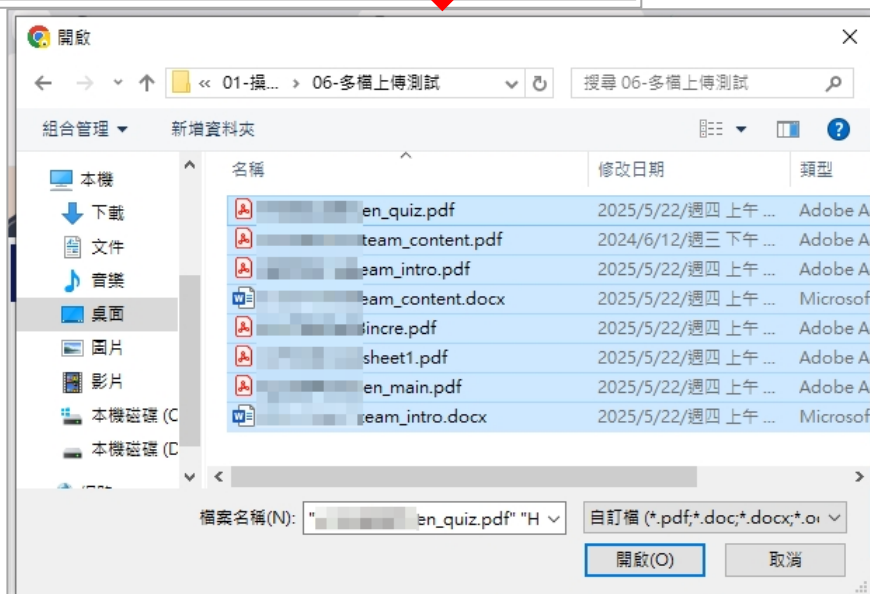 開啟
« 01-操... › 06-多檔上傳測試
搜尋 06-多檔上傳測試
組合管理 新增資料夾
名稱 修改日期 類型
本機
下載
文件
音樂
桌面
圖片
影片
本機磁碟 (C
本機磁碟 (D
en_quiz.pdf 2025/5/22/週四 上午 ... Adobe A
team_content.pdf 2024/6/12/週三 下午 ... Adobe A
eam_intro.pdf 2025/5/22/週四 上午 ... Adobe A
eam_content.docx 2025/5/22/週四 上午 ... Microsof
incre.pdf 2025/5/22/週四 上午 ... Adobe A
sheet1.pdf 2025/5/22/週四 上午 ... Adobe A
en_main.pdf 2025/5/22/週四 上午 ... Adobe A
eam_intro.docx 2025/5/22/週四 上午 ... Microsof
檔案名稱(N): " en_quiz.pdf" "H
自訂檔 (*.pdf;*.doc;*.docx;*.o
開啟(O) 取消